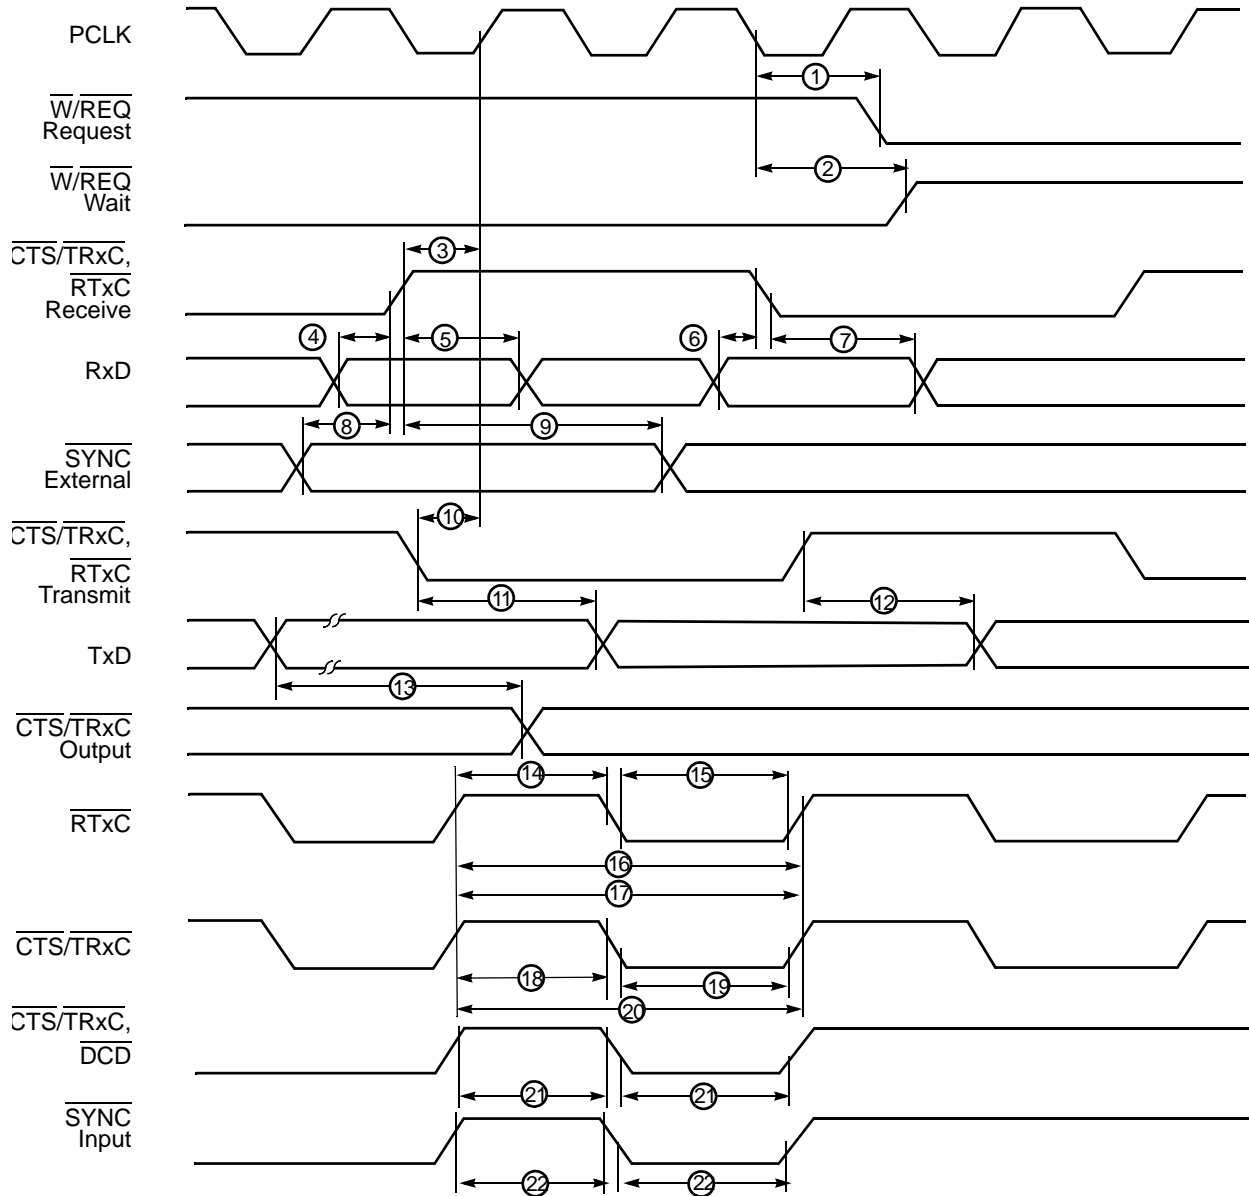 PCLK
1
W/REQ
Request
2
W/REQ
Wait
3
CTS/TRxC,
RTxC
Receive
4
5
6
7
RxD
8
9
SYNC
External
10
CTS/TRxC,
RTxC
Transmit
11
12
TxD
13
CTS/TRxC
Output
14
15
RTxC
16
17
CTS/TRxC
18
19
20
CTS/TRxC,
DCD
21
21
SYNC
Input
22
22